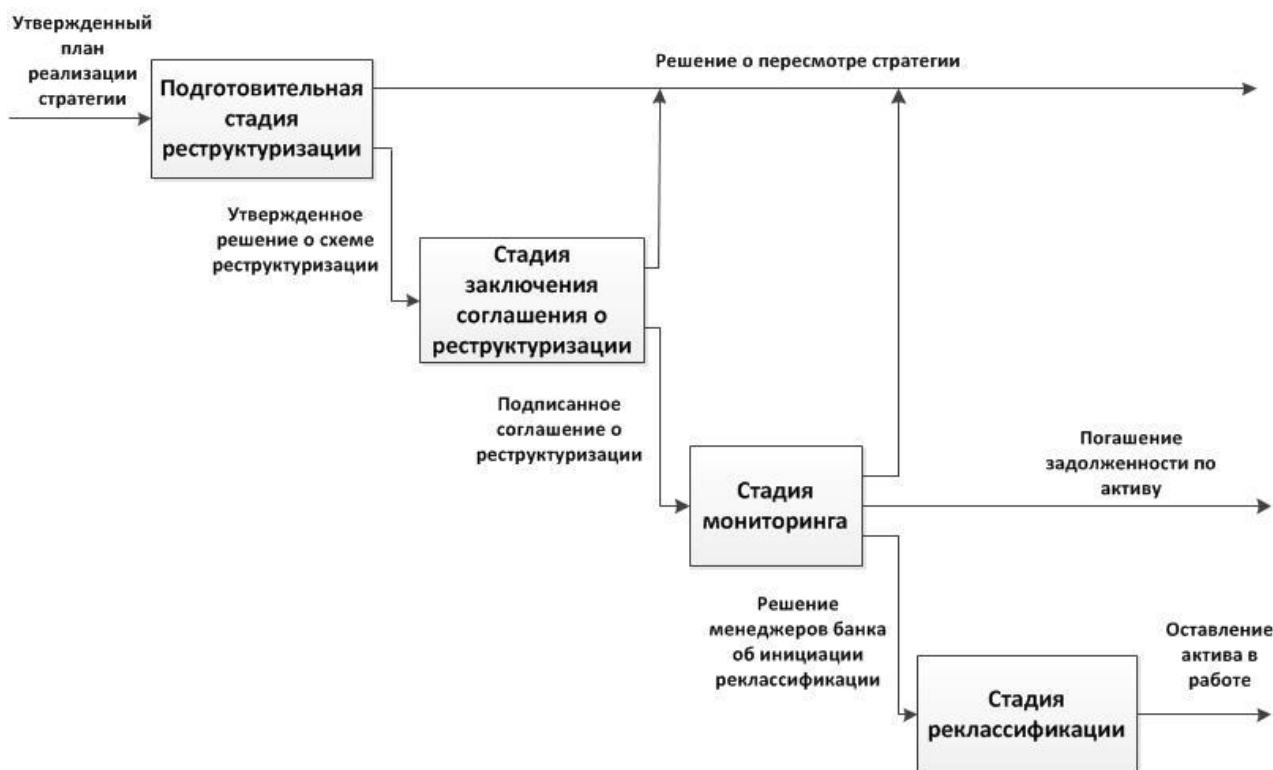 Утвержденный
план
реализации
стратегии
Подготовительная
стадия
реструктуризации
Решение о пересмотре стратегии
Утвержденное
решение о схеме
реструктуризации
Стадия
заключения
соглашения о
реструктуризации
Подписанное
соглашение о
реструктуризации
Стадия
мониторинга
Погашение
задолженности по
активу
Решение
менеджеров банка
об инициации
реклассификации
Стадия
реклассификации
Оставление
актива в
работе